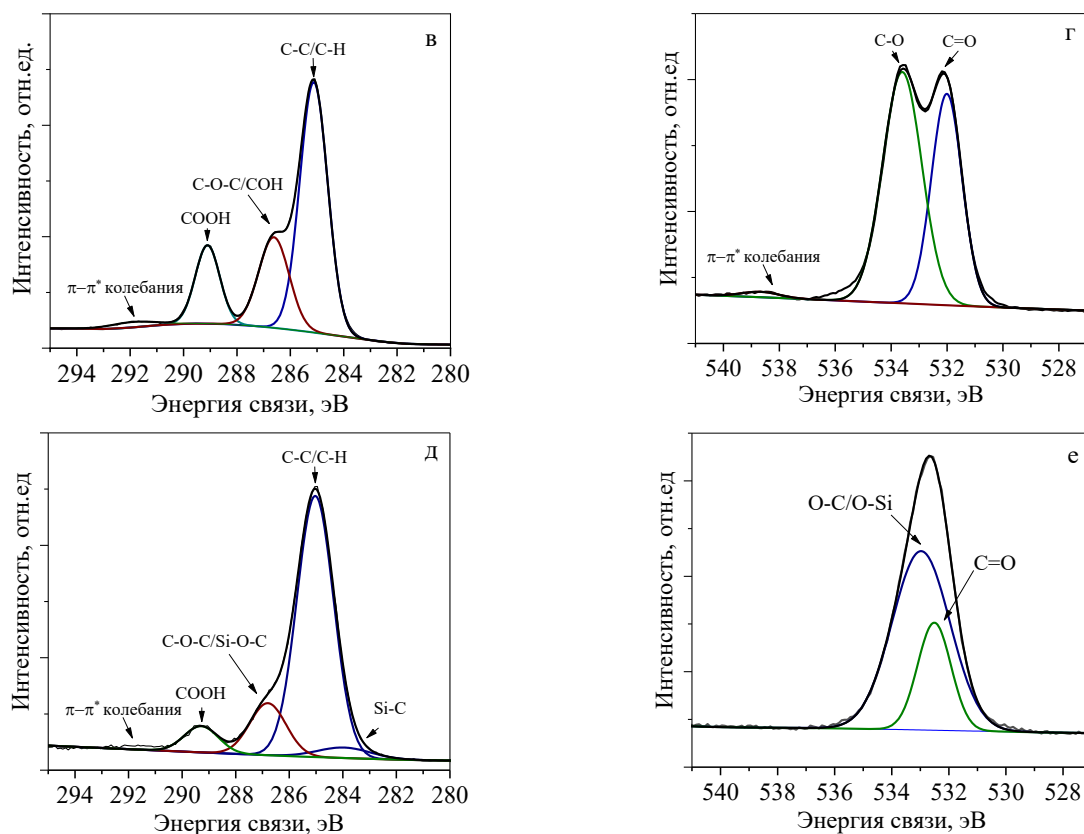 в
C-C/C-H
C-O-C/COH
COOH
π–π* колебания
Интенсивность, отн.ед.
294 292 290 288 286 284 282 280
Энергия связи, эВ
г
C-O
C=O
π–π* колебания
Интенсивность, отн.ед.
540 538 536 534 532 530 528
Энергия связи, эВ
д
C-C/C-H
C-O-C/Si-O-C
COOH
π–π* колебания
Si-C
Интенсивность, отн.ед
294 292 290 288 286 284 282 280
Энергия связи, эВ
е
O-C/O-Si
C=O
Интенсивность, отн.ед.
540 538 536 534 532 530 528
Энергия связи, эВ